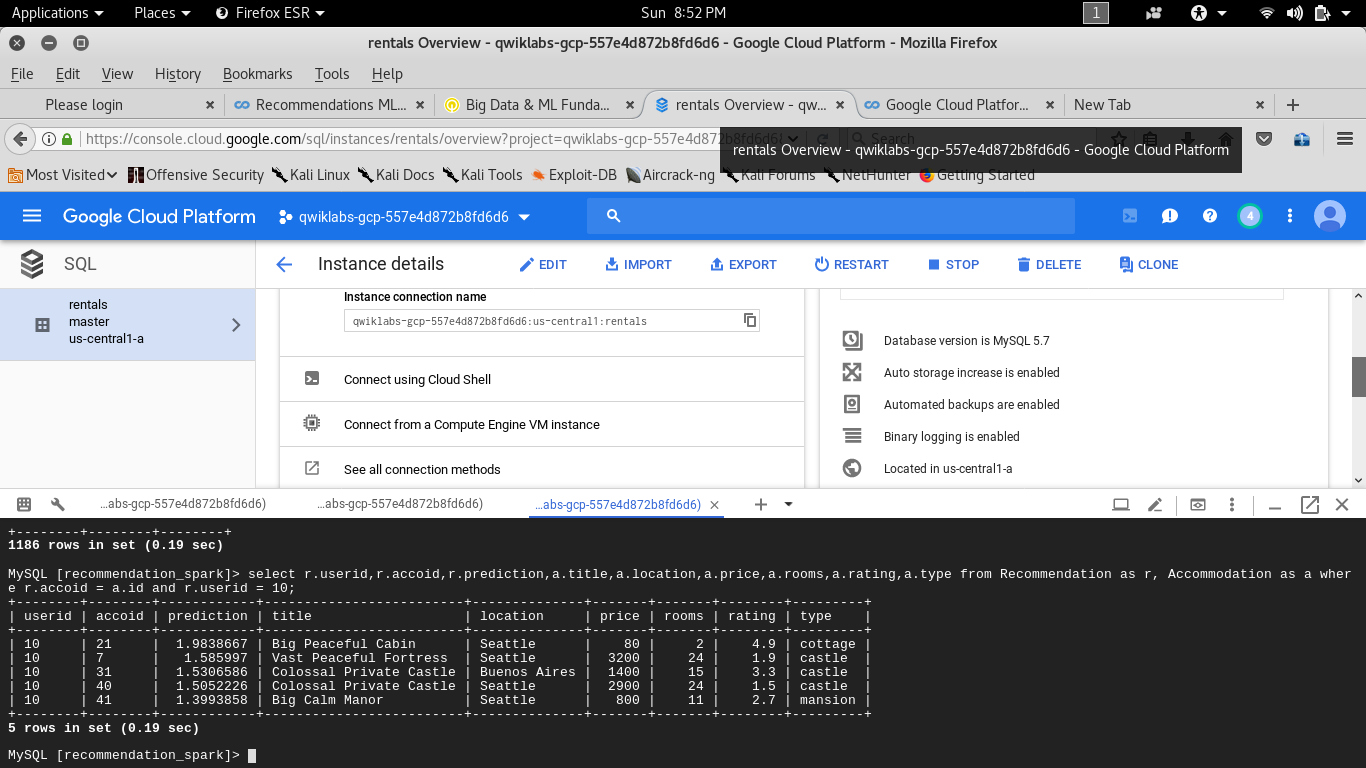 Applications Places Firefox ESR Sun 8:52 PM 1
rentals Overview - qwiklabs-gcp-557e4d872b8fd6d6 - Google Cloud Platform - Mozilla Firefox
File Edit View History Bookmarks Tools Help
Please login Recommendations ML... Big Data & ML Funda... rentals Overview - qw... Google Cloud Platfor... New Tab
https://console.cloud.google.com/sql/instances/rentals/overview?project=qwiklabs-gcp-557e4d872b8fd6d6 Search
rentals Overview - qwiklabs-gcp-557e4d872b8fd6d6 - Google Cloud Platform
Most Visited Offensive Security Kali Linux Kali Docs Kali Tools Exploit-DB Aircrack-ng Kali Forums NetHunter Getting Started
Google Cloud Platform qwiklabs-gcp-557e4d872b8fd6d6 4
SQL Instance details EDIT IMPORT EXPORT RESTART STOP DELETE CLONE
rentals
master
us-central1-a
Instance connection name
qwiklabs-gcp-557e4d872b8fd6d6:us-central1:rentals
Connect using Cloud Shell
Connect from a Compute Engine VM instance
See all connection methods
Database version is MySQL 5.7
Auto storage increase is enabled
Automated backups are enabled
Binary logging is enabled
Located in us-central1-a
...abs-gcp-557e4d872b8fd6d6) ...abs-gcp-557e4d872b8fd6d6) ...abs-gcp-557e4d872b8fd6d6)
+--------+--------+--------+
1186 rows in set (0.19 sec)
MySQL [recommendation_spark]> select r.userid,r.accoid,r.prediction,a.title,a.location,a.price,a.rooms,a.rating,a.type from Recommendation as r, Accommodation as a wher
e r.accoid = a.id and r.userid = 10;
+--------+--------+------------+-------------------------+--------------+-------+-------+--------+---------+
| userid | accoid | prediction | title                   | location     | price | rooms | rating | type    |
+--------+--------+------------+-------------------------+--------------+-------+-------+--------+---------+
| 10     | 21     |  1.9838667 | Big Peaceful Cabin      | Seattle      |    80 |     2 |    4.9 | cottage |
| 10     | 7      |   1.585997 | Vast Peaceful Fortress  | Seattle      |  3200 |    24 |    1.9 | castle  |
| 10     | 31     |  1.5306586 | Colossal Private Castle | Buenos Aires |  1400 |    15 |    3.3 | castle  |
| 10     | 40     |  1.5052226 | Colossal Private Castle | Seattle      |  2900 |    24 |    1.5 | castle  |
| 10     | 41     |  1.3993858 | Big Calm Manor          | Seattle      |   800 |    11 |    2.7 | mansion |
+--------+--------+------------+-------------------------+--------------+-------+-------+--------+---------+
5 rows in set (0.19 sec)
MySQL [recommendation_spark]>